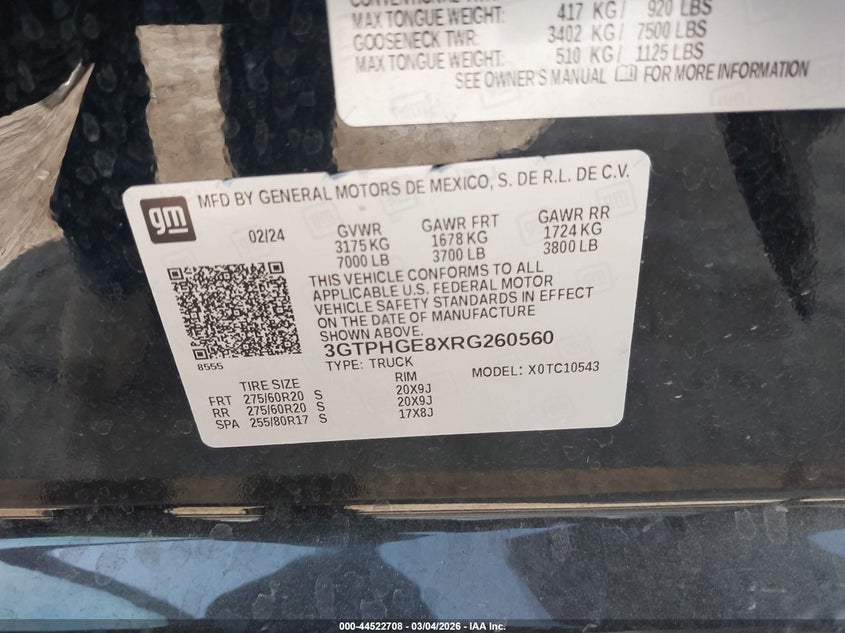 MAX TONGUE WEIGHT: 417 KG/ 920 LBS
GOOSENECK TWR: 3402 KG/ 7500 LBS
MAX TONGUE WEIGHT: 510 KG/ 1125 LBS
SEE OWNER'S MANUAL FOR MORE INFORMATION
gm
MFD BY GENERAL MOTORS DE MEXICO, S. DE R.L. DE C.V.
02/24 GVWR GAWR FRT GAWR RR
3175 KG 1678 KG 1724 KG
7000 LB 3700 LB 3800 LB
THIS VEHICLE CONFORMS TO ALL
APPLICABLE U.S. FEDERAL MOTOR
VEHICLE SAFETY STANDARDS IN EFFECT
ON THE DATE OF MANUFACTURE
SHOWN ABOVE.
8555
3GTPHGE8XRG260560
TYPE: TRUCK MODEL: X0TC10543
TIRE SIZE RIM
FRT 275/60R20 S 20X9J
RR 275/60R20 S 20X9J
SPA 255/80R17 S 17X8J
000-44522708 - 03/04/2026 - IAA Inc.